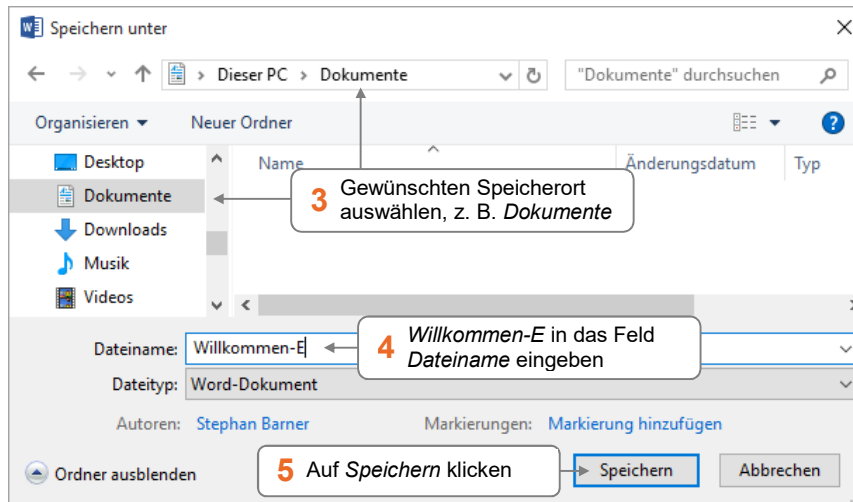 Speichern unter
Dieser PC > Dokumente
"Dokumente" durchsuchen
Organisieren
Neuer Ordner
?
Desktop
Name
Änderungsdatum
Typ
Dokumente
3 Gewünschten Speicherort
auswählen, z. B. Dokumente
Downloads
Musik
Videos
Dateiname: Willkommen-E
4 Willkommen-E in das Feld
Dateiname eingeben
Dateityp: Word-Dokument
Autoren: Stephan Barner
Markierungen: Markierung hinzufügen
Ordner ausblenden
5 Auf Speichern klicken
Speichern
Abbrechen